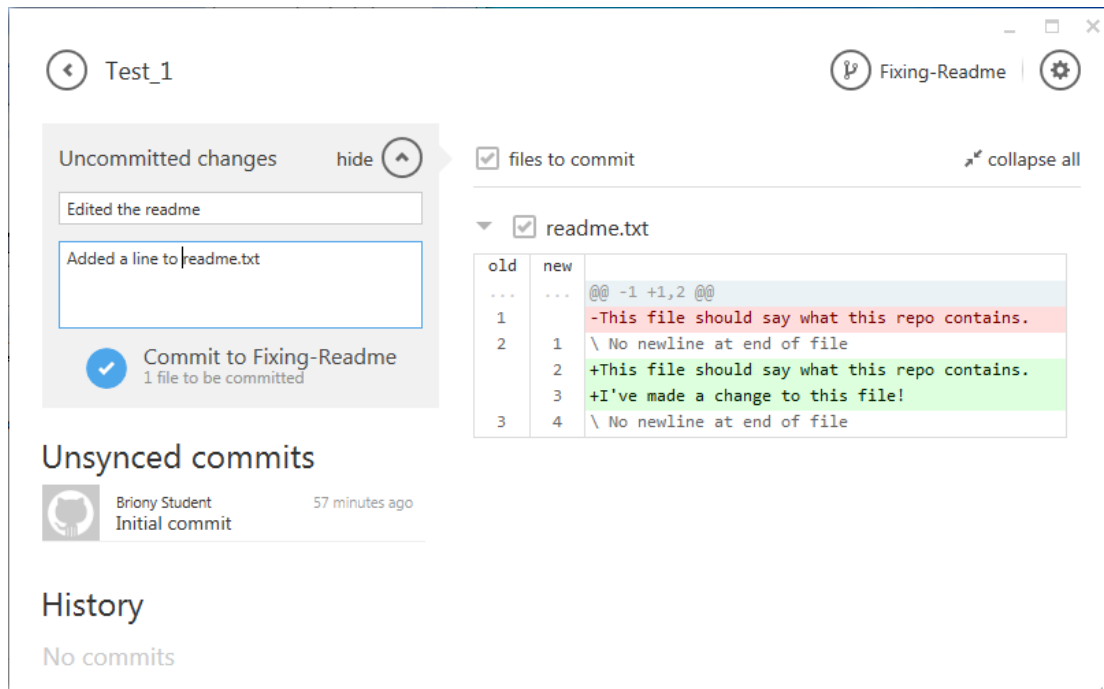 Test_1
Fixing-Readme
Uncommitted changes hide
Edited the readme
Added a line to readme.txt
Commit to Fixing-Readme
1 file to be committed
Unsynced commits
Briony Student 57 minutes ago
Initial commit
History
No commits
files to commit collapse all
readme.txt
old new
... ... @@ -1 +1,2 @@
1 -This file should say what this repo contains.
2 1 \ No newline at end of file
2 +This file should say what this repo contains.
3 +I've made a change to this file!
3 4 \ No newline at end of file